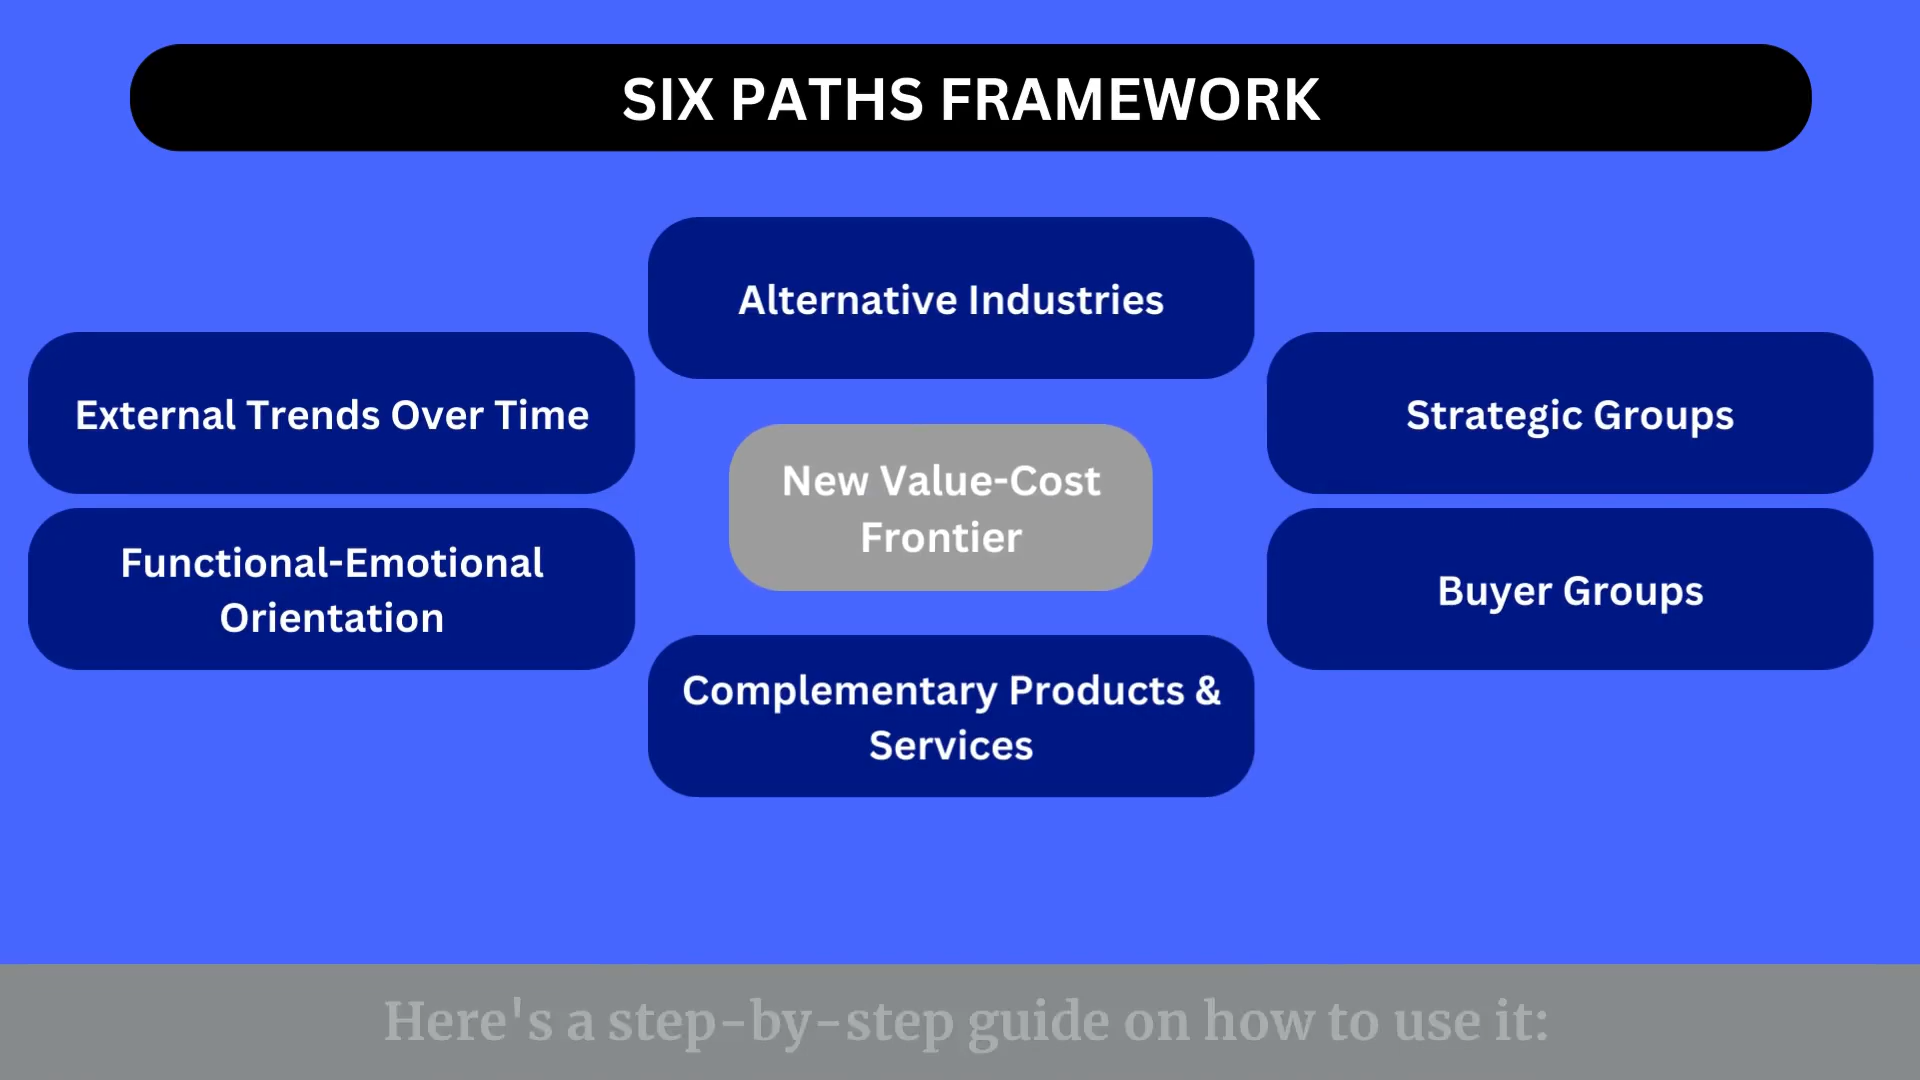 SIX PATHS FRAMEWORK
Alternative Industries
External Trends Over Time
Strategic Groups
New Value-Cost
Frontier
Functional-Emotional
Orientation
Buyer Groups
Complementary Products &
Services
Here's a step-by-step guide on how to use it: